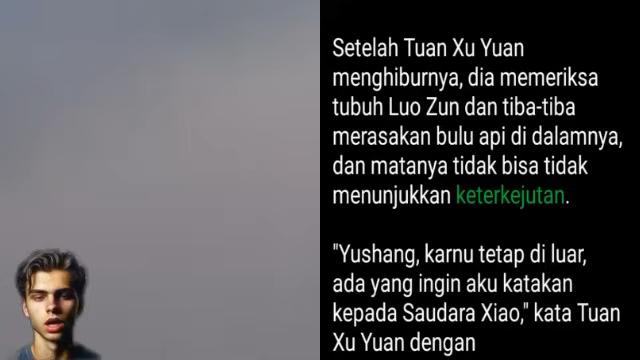 Setelah Tuan Xu Yuan
menghiburnya, dia memeriksa
tubuh Luo Zun dan tiba-tiba
merasakan bulu api di dalamnya,
dan matanya tidak bisa tidak
menunjukkan keterkejutan.
"Yushang, karnu tetap di luar,
ada yang ingin aku katakan
kepada Saudara Xiao," kata Tuan
Xu Yuan dengan